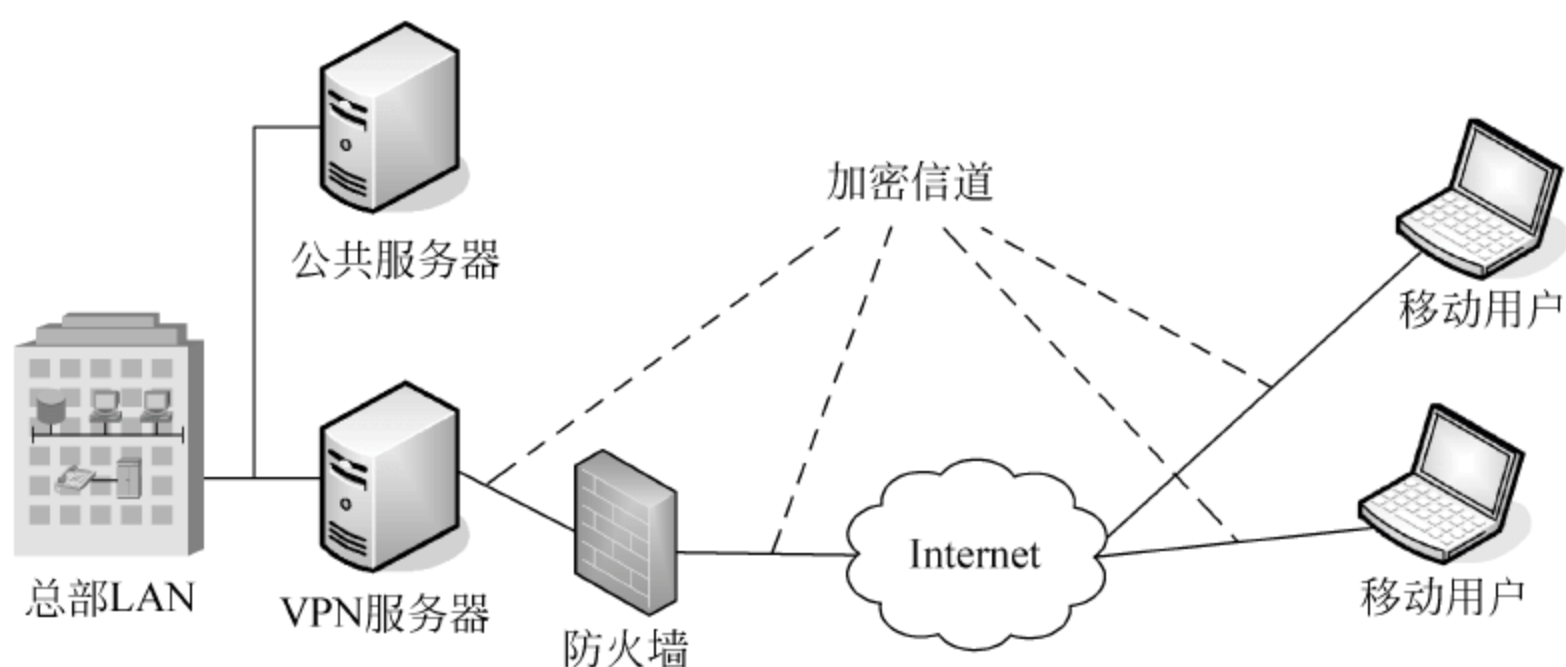 加密信道
公共服务器
移动用户
总部LAN
VPN服务器
防火墙
Internet
移动用户